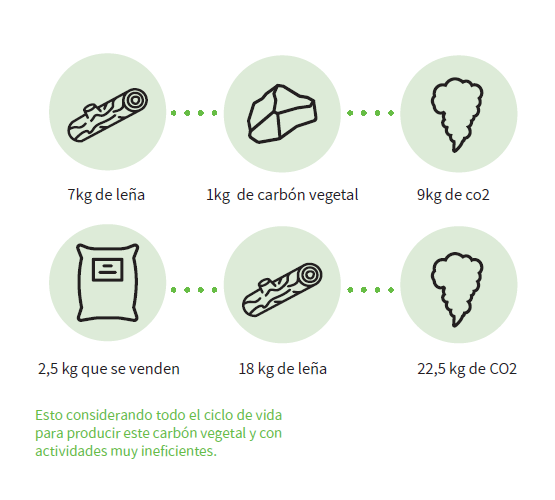 7kg de leña
1kg  de carbón vegetal
9kg de co2
2,5 kg que se venden
18 kg de leña
22,5 kg de CO2
Esto considerando todo el ciclo de vida
para producir este carbón vegetal y con
actividades muy ineficientes.